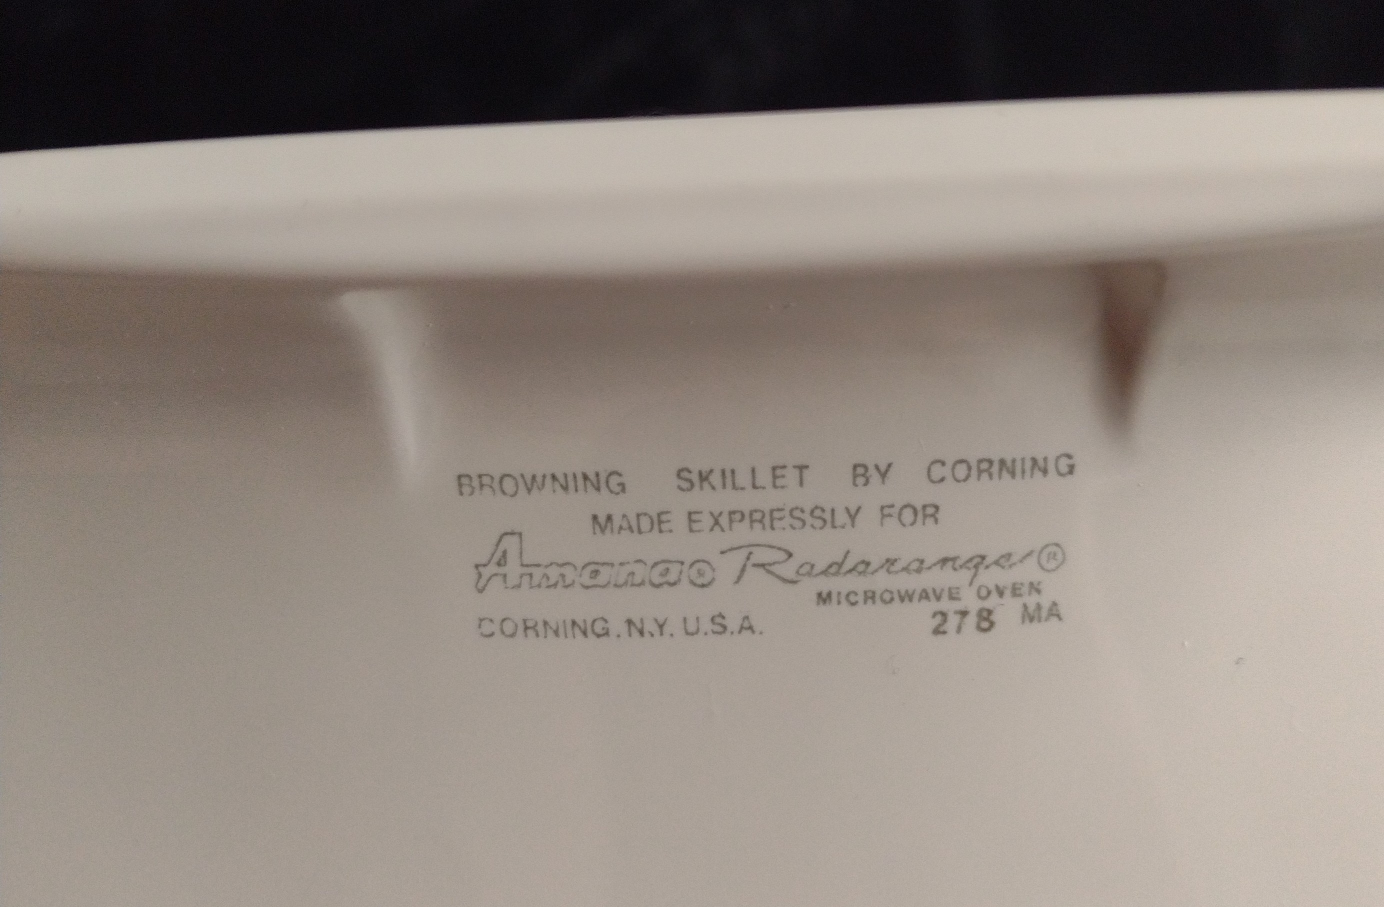 BROWNING SKILLET BY CORNING
MADE EXPRESSLY FOR
Amana® Radarange®
MICROWAVE OVEN
CORNING. N.Y. U.S.A. 278 MA